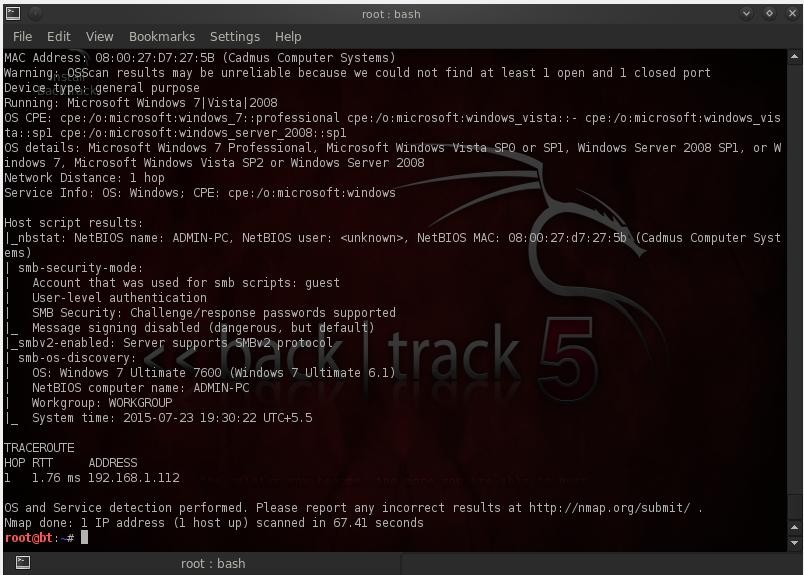 root : bash
File Edit View Bookmarks Settings Help
MAC Address: 08:00:27:D7:27:5B (Cadmus Computer Systems)
Warning: OSScan results may be unreliable because we could not find at least 1 open and 1 closed port
Device type: general purpose
Running: Microsoft Windows 7|Vista|2008
OS CPE: cpe:/o:microsoft:windows_7::professional cpe:/o:microsoft:windows_vista::- cpe:/o:microsoft:windows_vis
ta::sp1 cpe:/o:microsoft:windows_server_2008::sp1
OS details: Microsoft Windows 7 Professional, Microsoft Windows Vista SP0 or SP1, Windows Server 2008 SP1, or W
indows 7, Microsoft Windows Vista SP2 or Windows Server 2008
Network Distance: 1 hop
Service Info: OS: Windows; CPE: cpe:/o:microsoft:windows

Host script results:
|_nbstat: NetBIOS name: ADMIN-PC, NetBIOS user: <unknown>, NetBIOS MAC: 08:00:27:d7:27:5b (Cadmus Computer Syst
ems)
| smb-security-mode:
|   Account that was used for smb scripts: guest
|   User-level authentication
|   SMB Security: Challenge/response passwords supported
|_  Message signing disabled (dangerous, but default)
|_smbv2-enabled: Server supports SMBv2 protocol
| smb-os-discovery:
|   OS: Windows 7 Ultimate 7600 (Windows 7 Ultimate 6.1)
|   NetBIOS computer name: ADMIN-PC
|   Workgroup: WORKGROUP
|_  System time: 2015-07-23 19:30:22 UTC+5.5
<< back | track 5

TRACEROUTE
HOP RTT     ADDRESS
1   1.76 ms 192.168.1.112

OS and Service detection performed. Please report any incorrect results at http://nmap.org/submit/ .
Nmap done: 1 IP address (1 host up) scanned in 67.41 seconds
root@bt:~#
root : bash